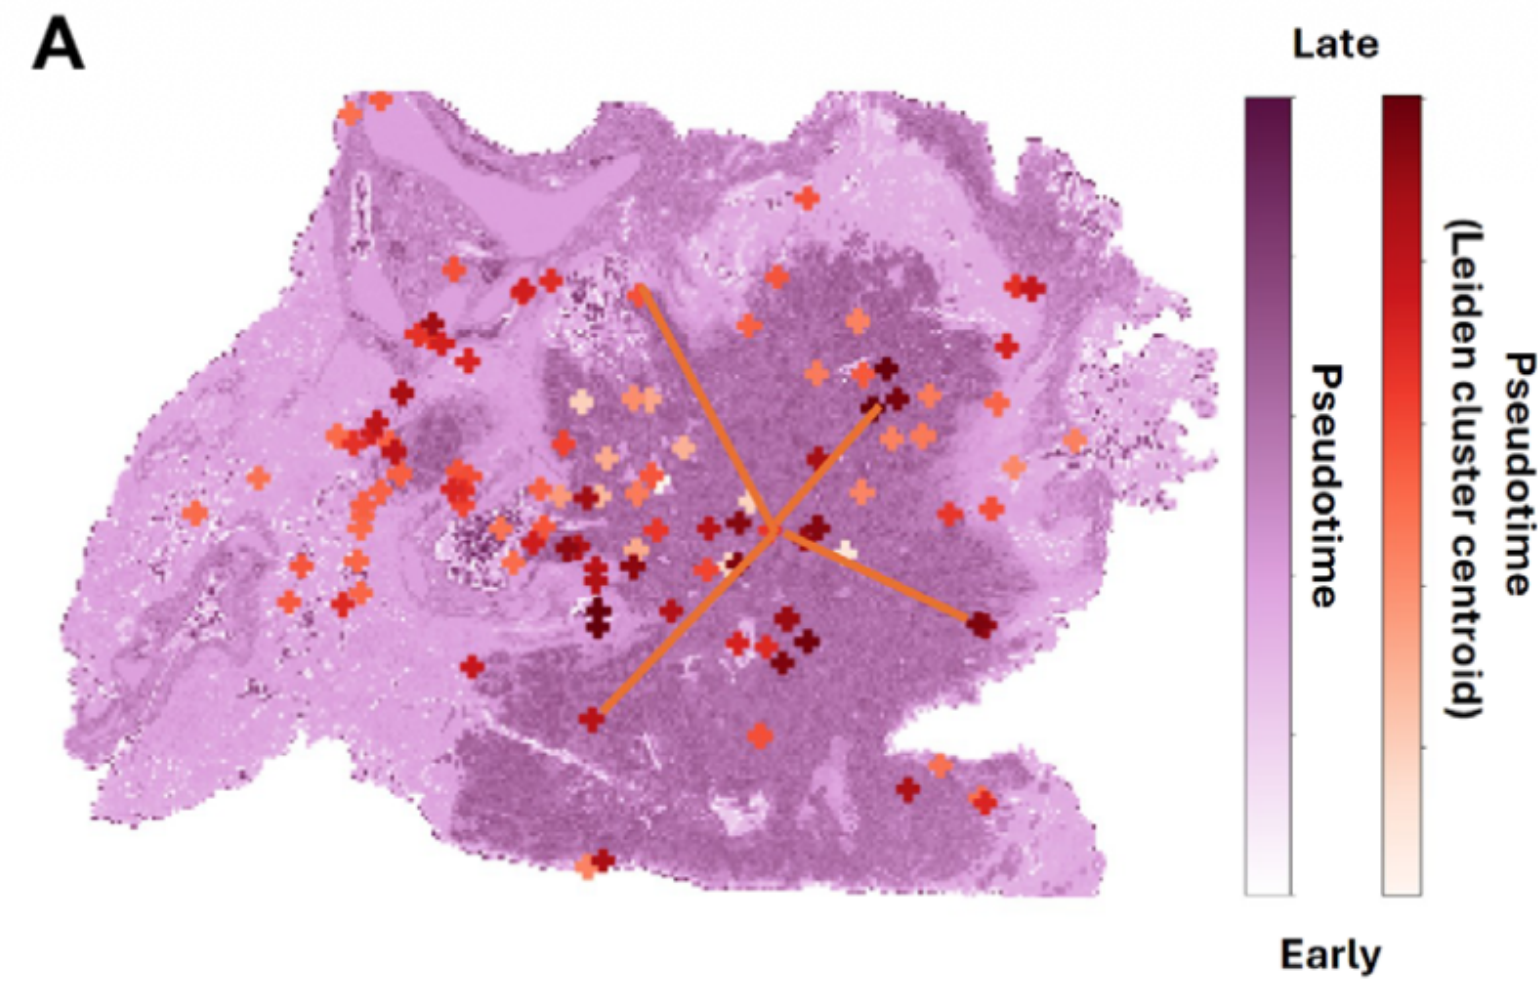 A
Late
Pseudotime
Pseudotime
(Leiden cluster centroid)
Early